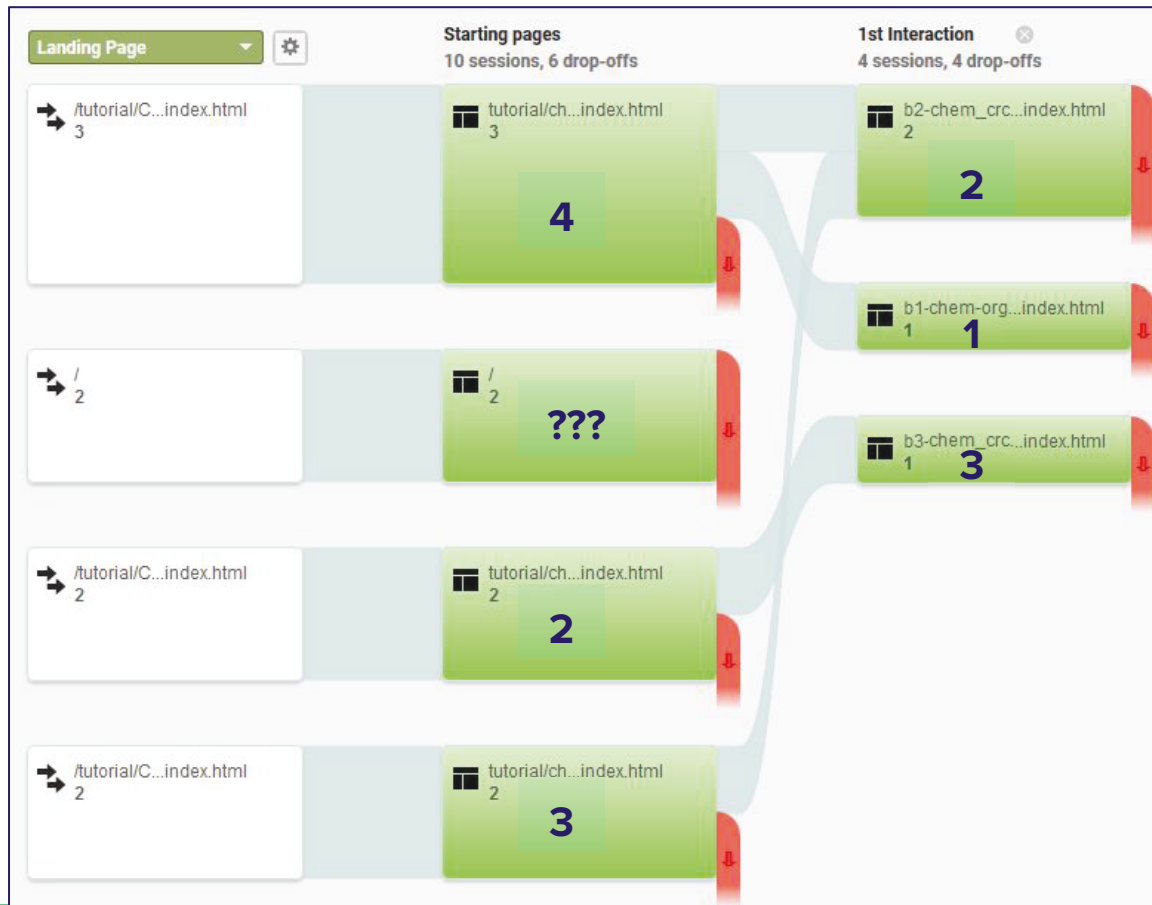 Landing Page
Starting pages
10 sessions, 6 drop-offs
1st Interaction
4 sessions, 4 drop-offs
/tutorial/C...index.html
3
tutorial/ch...index.html
3
4
b2-chem_crc...index.html
2
2
b1-chem-org...index.html
1
1
/
2
/
2
???
b3-chem_crc...index.html
1
3
/tutorial/C...index.html
2
tutorial/ch...index.html
2
2
/tutorial/C...index.html
2
tutorial/ch...index.html
2
3